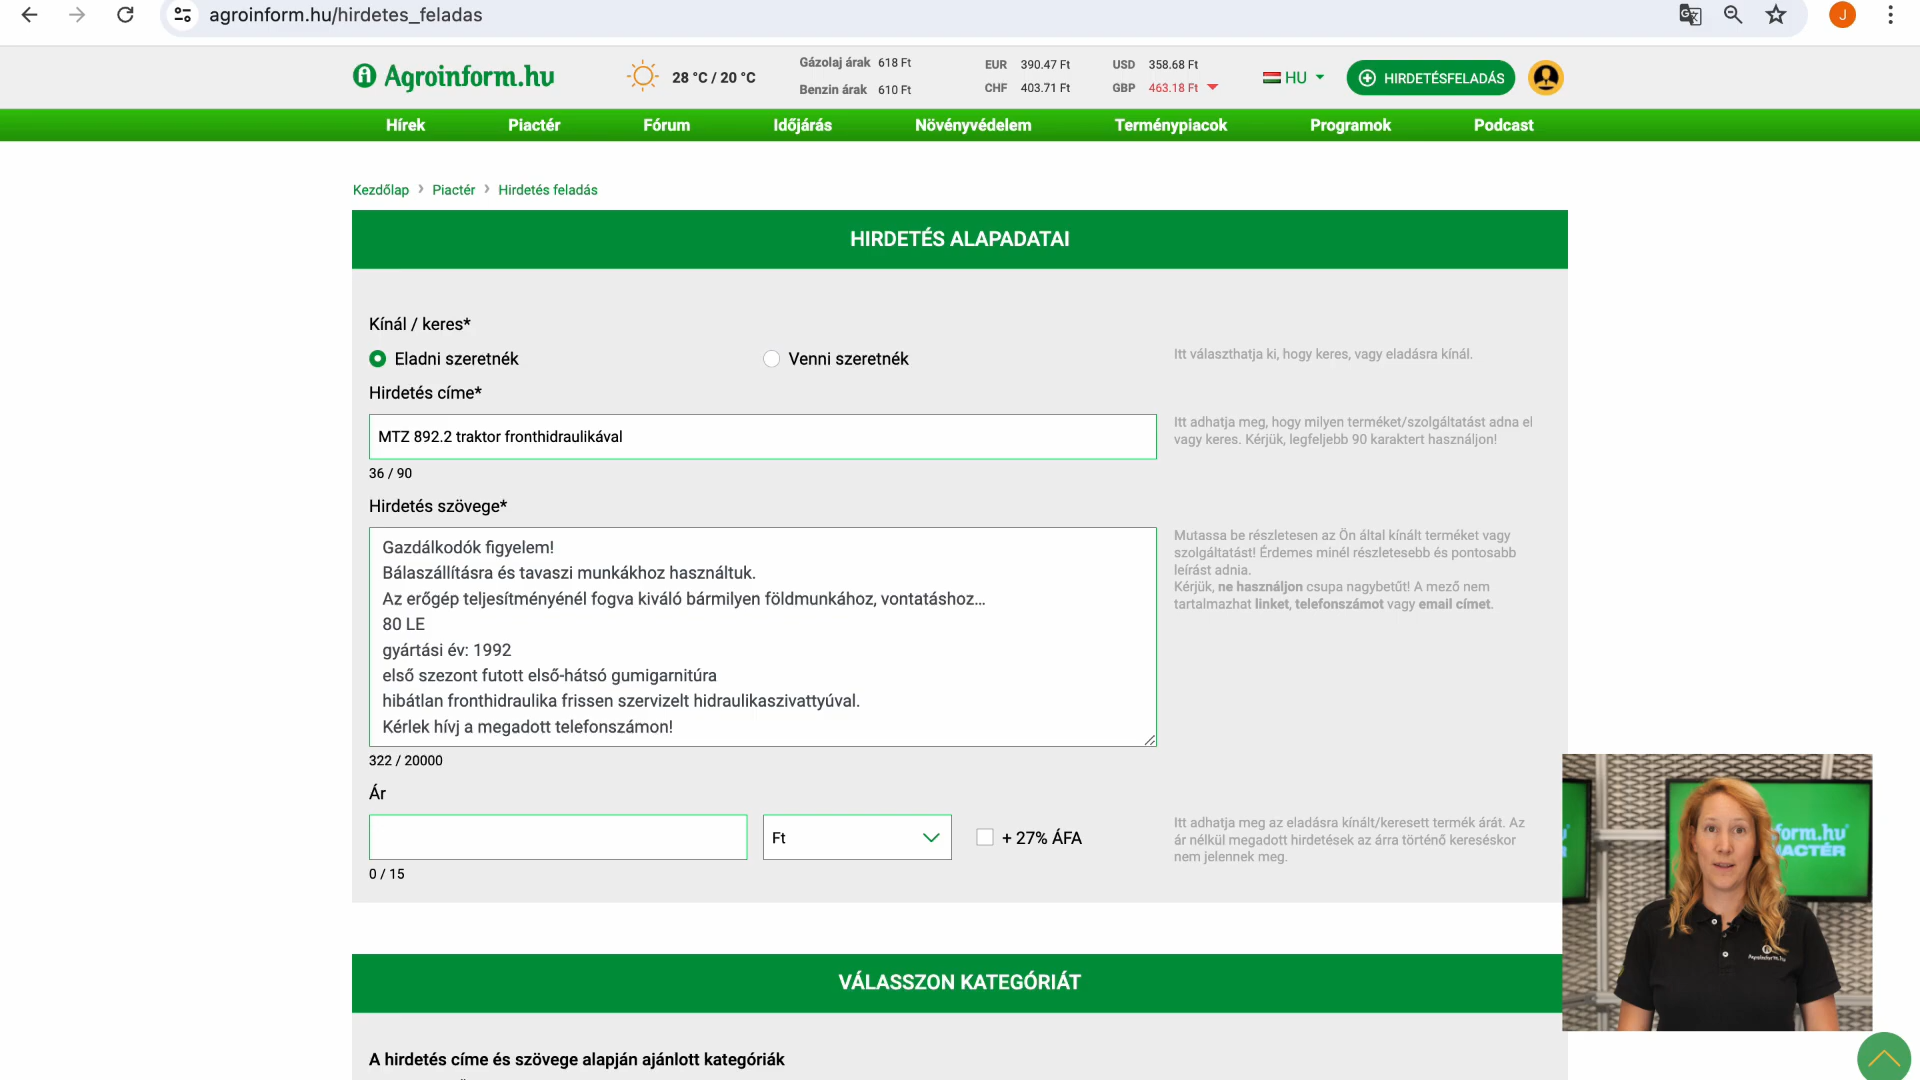 agroinform.hu/hirdetes_feladas
J
Agroinform.hu
28 °C / 20 °C
Gázolaj árak 618 Ft
Benzin árak 610 Ft
EUR 390.47 Ft
CHF 403.71 Ft
USD 358.68 Ft
GBP 463.18 Ft
HU
HIRDETÉSFELADÁS
Hírek
Piactér
Fórum
Időjárás
Növényvédelem
Terménypiacok
Programok
Podcast
Kezdőlap › Piactér › Hirdetés feladás
HIRDETÉS ALAPADATAI
Kínál / keres*
Eladni szeretnék
Venni szeretnék
Itt választhatja ki, hogy keres, vagy eladásra kínál.
Hirdetés címe*
MTZ 892.2 traktor fronthidraulikával
36 / 90
Itt adhatja meg, hogy milyen terméket/szolgáltatást adna el
vagy keres. Kérjük, legfeljebb 90 karaktert használjon!
Hirdetés szövege*
Gazdálkodók figyelem!
Bálaszállításra és tavaszi munkákhoz használtuk.
Az erőgép teljesítményénél fogva kiváló bármilyen földmunkához, vontatáshoz...
80 LE
gyártási év: 1992
első szezont futott első-hátsó gumigarnitúra
hibátlan fronthidraulika frissen szervizelt hidraulikaszivattyúval.
Kérlek hívj a megadott telefonszámon!
322 / 20000
Mutassa be részletesen az Ön által kínált terméket vagy
szolgáltatást! Érdemes minél részletesebb és pontosabb
leírást adnia.
Kérjük, ne használjon csupa nagybetűt! A mező nem
tartalmazhat linket, telefonszámot vagy email címet.
Ár
Ft
+ 27% ÁFA
0 / 15
Itt adhatja meg az eladásra kínált/keresett termék árát. Az
ár nélkül megadott hirdetések az árra történő kereséskor
nem jelennek meg.
VÁLASSZON KATEGÓRIÁT
A hirdetés címe és szövege alapján ajánlott kategóriák
form.hu
IACTÉR
Agroinform.hu